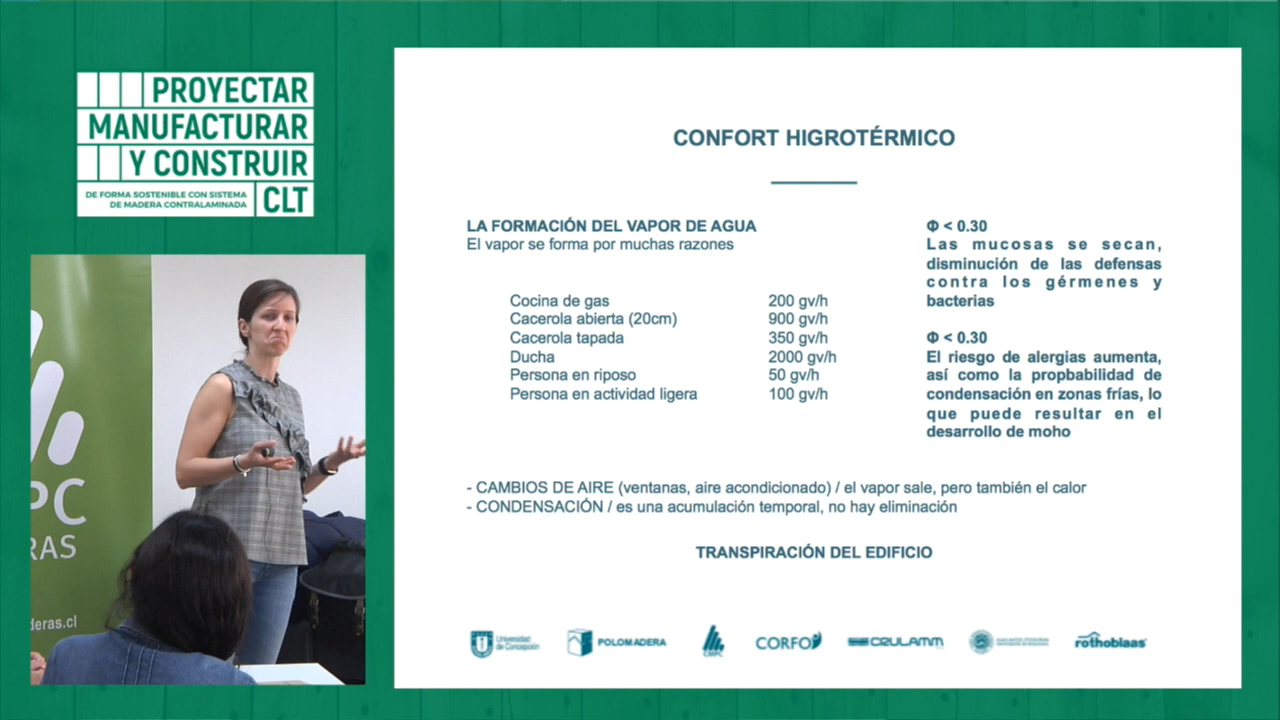 PROYECTAR
MANUFACTURAR
Y CONSTRUIR
DE FORMA SOSTENIBLE CON SISTEMA
DE MADERA CONTRALAMINADA
CLT
PC
RAS
deras.cl
CONFORT HIGROTÉRMICO
LA FORMACIÓN DEL VAPOR DE AGUA
El vapor se forma por muchas razones
Cocina de gas 200 gv/h
Cacerola abierta (20cm) 900 gv/h
Cacerola tapada 350 gv/h
Ducha 2000 gv/h
Persona en riposo 50 gv/h
Persona en actividad ligera 100 gv/h
Φ < 0.30
Las mucosas se secan,
disminución de las defensas
contra los gérmenes y
bacterias
Φ < 0.30
El riesgo de alergias aumenta,
así como la propbabilidad de
condensación en zonas frías, lo
que puede resultar en el
desarrollo de moho
- CAMBIOS DE AIRE (ventanas, aire acondicionado) / el vapor sale, pero también el calor
- CONDENSACIÓN / es una acumulación temporal, no hay eliminación
TRANSPIRACIÓN DEL EDIFICIO
Universidad
de Concepción
POLOMADERA
CMPC
CORFO
CRULAMM
rothoblaas